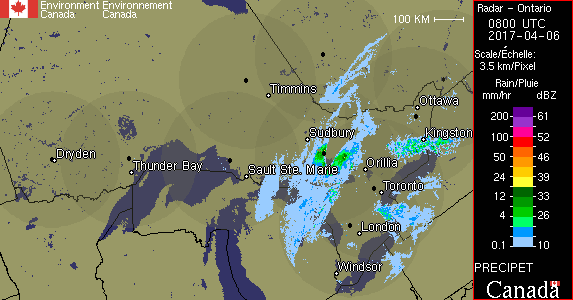 Environment Environnement
Canada Canada
100 KM
Timmins
Ottawa
Sudbury
Kingston
Dryden
Thunder Bay
Sault Ste. Marie
Orillia
Toronto
London
Windsor
Radar - Ontario
0800 UTC
2017-04-06
Scale/Échelle:
3.5 km/Pixel
Rain/Pluie
mm/hr dBZ
200 61
100 52
50 46
24 39
12 33
4 26
0.1 10
PRECIPET
Canada